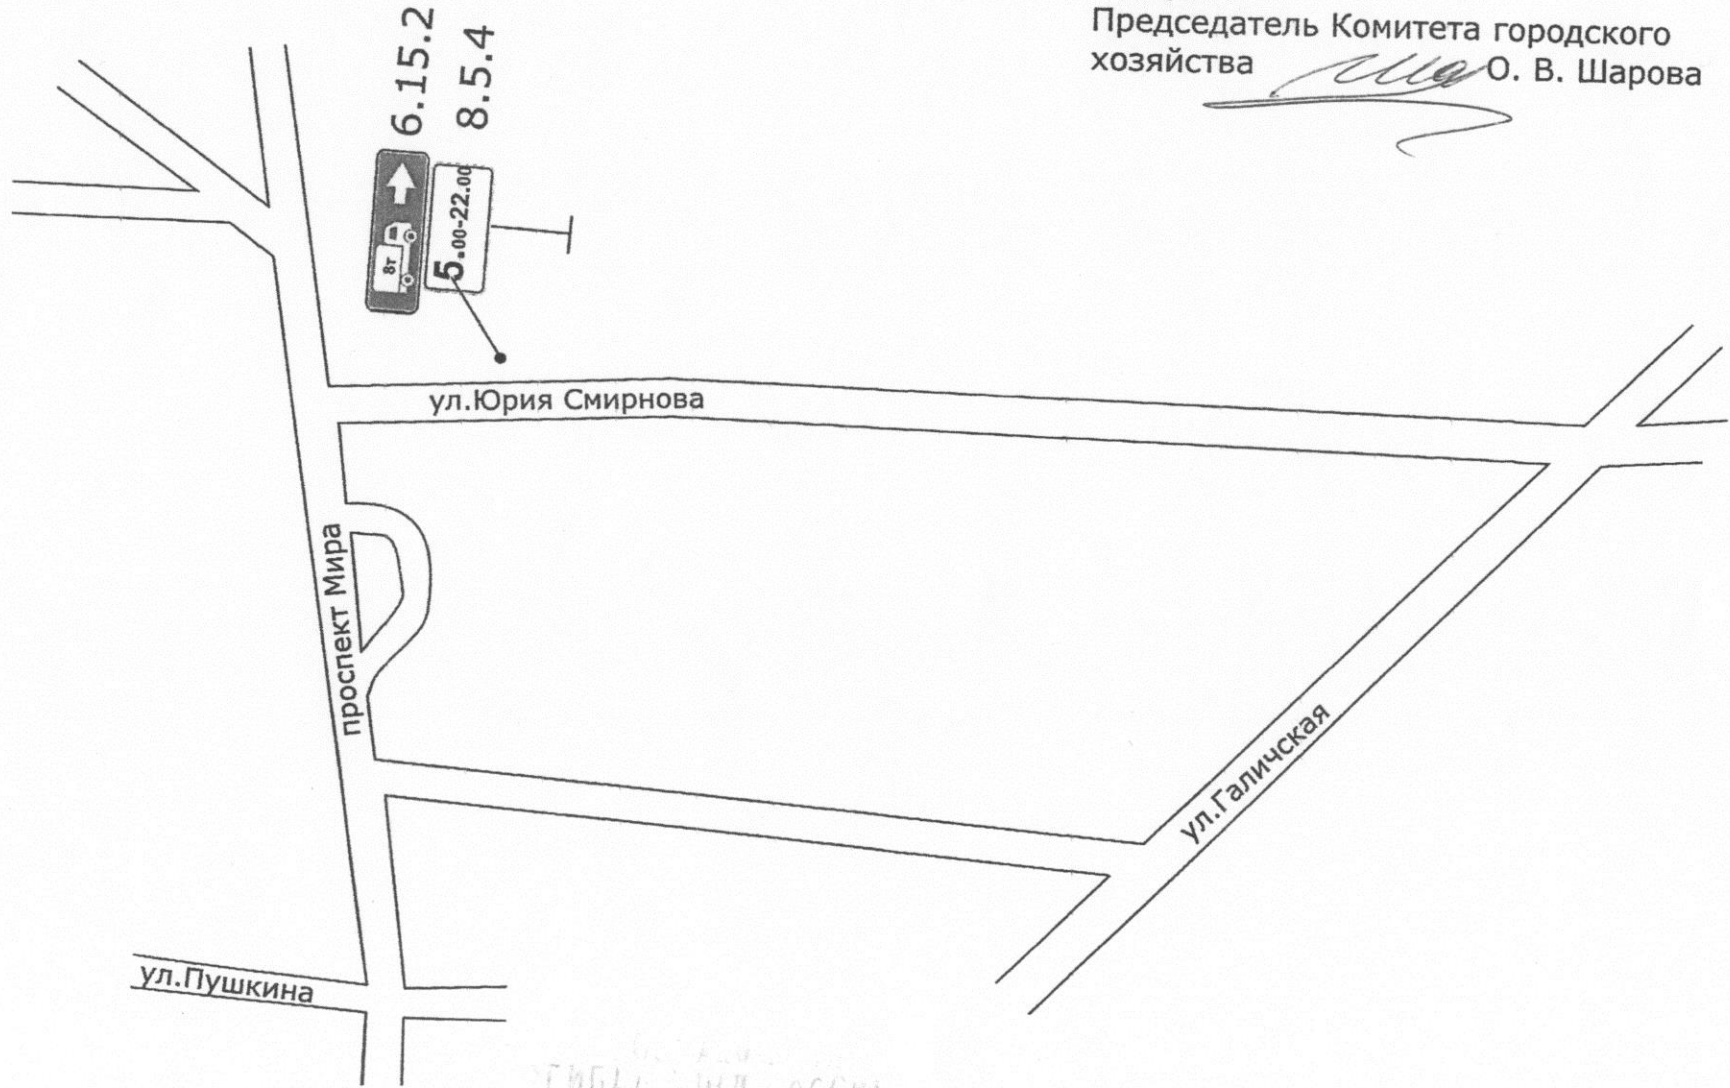 Председатель Комитета городского
хозяйства О. В. Шарова
6.15.2
8.5.4
8т
5.00-22.00
ул.Юрия Смирнова
проспект Мира
ул.Галичская
ул.Пушкина